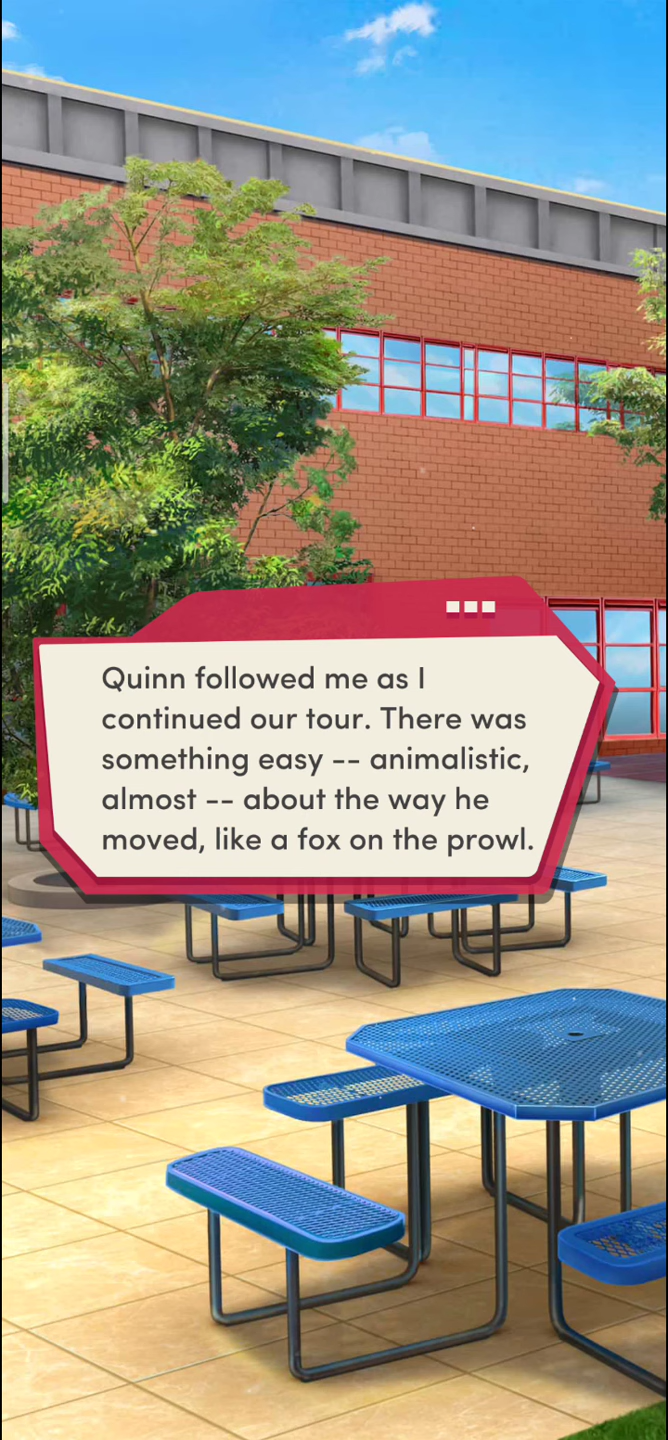 Quinn followed me as I
continued our tour. There was
something easy -- animalistic,
almost -- about the way he
moved, like a fox on the prowl.